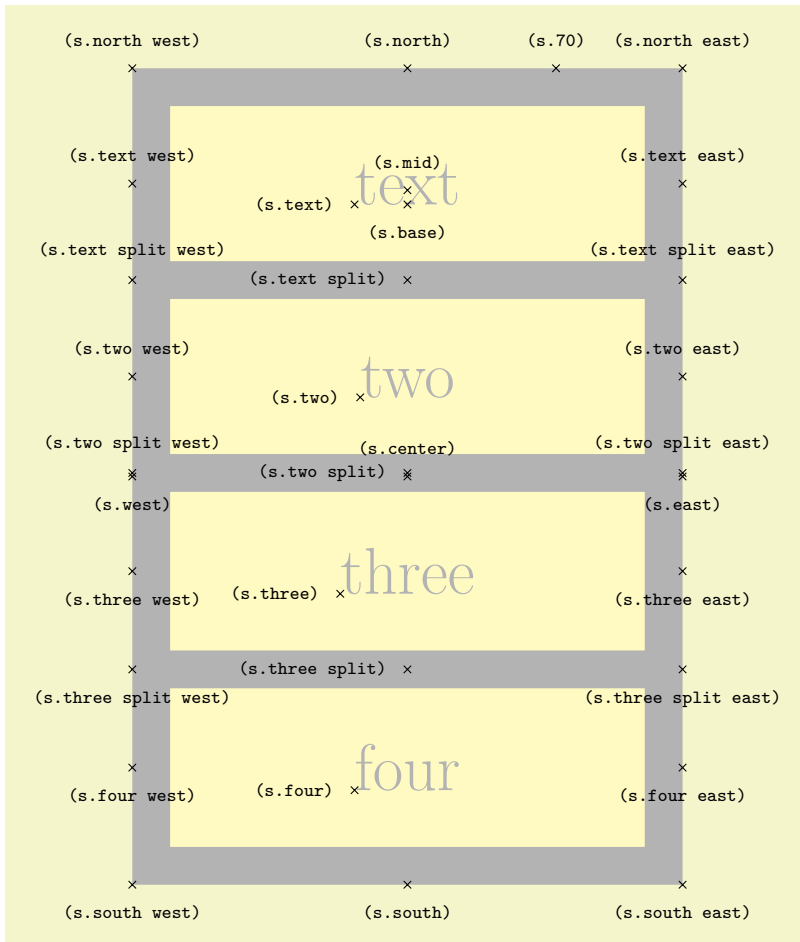 (s.north west) (s.north) (s.70) (s.north east)
(s.text west) (s.mid) (s.text east)
text
(s.text)
(s.base)
(s.text split west) (s.text split east)
(s.text split)
(s.two west) (s.two east)
two
(s.two)
(s.two split west) (s.center) (s.two split east)
(s.two split)
(s.west) (s.east)
three
(s.three)
(s.three west) (s.three east)
(s.three split)
(s.three split west) (s.three split east)
four
(s.four)
(s.four west) (s.four east)
(s.south west) (s.south) (s.south east)